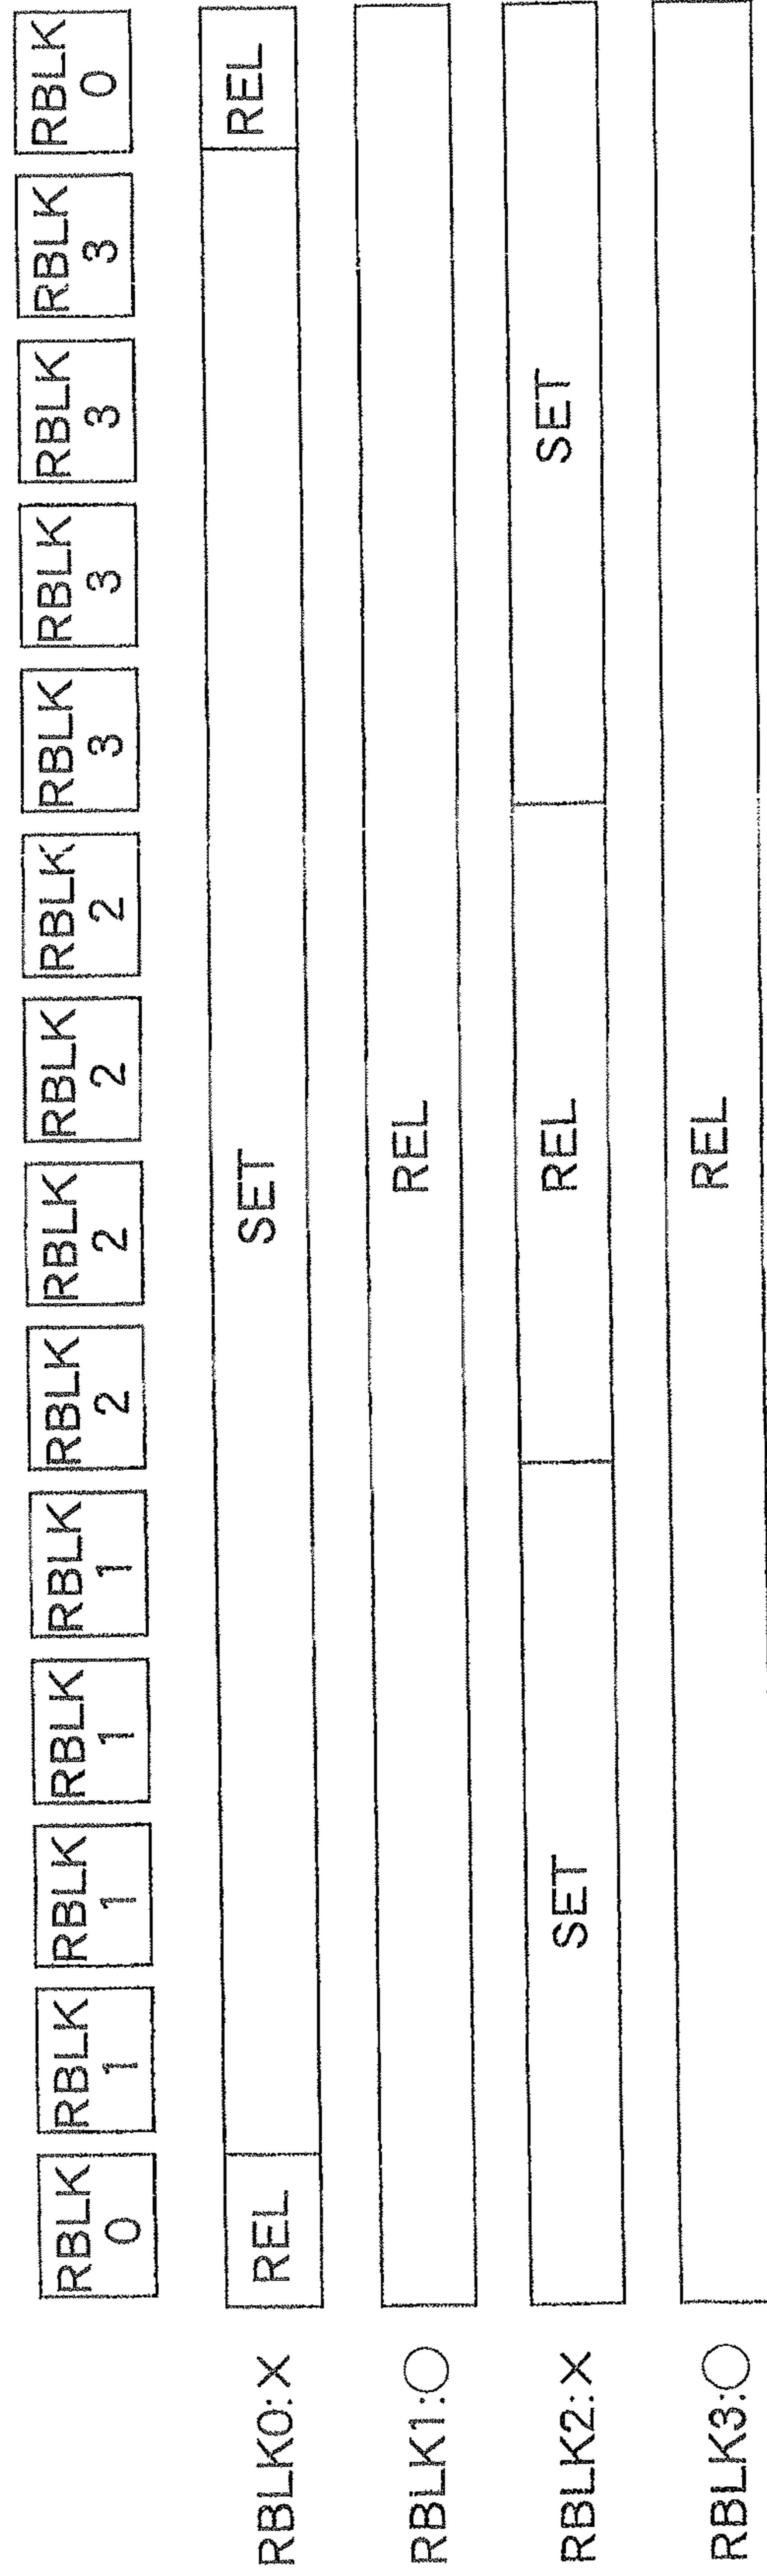 RBLK 0
RBLK 1
RBLK 1
RBLK 1
RBLK 1
RBLK 2
RBLK 2
RBLK 2
RBLK 2
RBLK 3
RBLK 3
RBLK 3
RBLK 3
RBLK 0
RBLK0:X REL SET REL
RBLK1:○ REL
RBLK2:X SET REL SET
RBLK3:○ REL